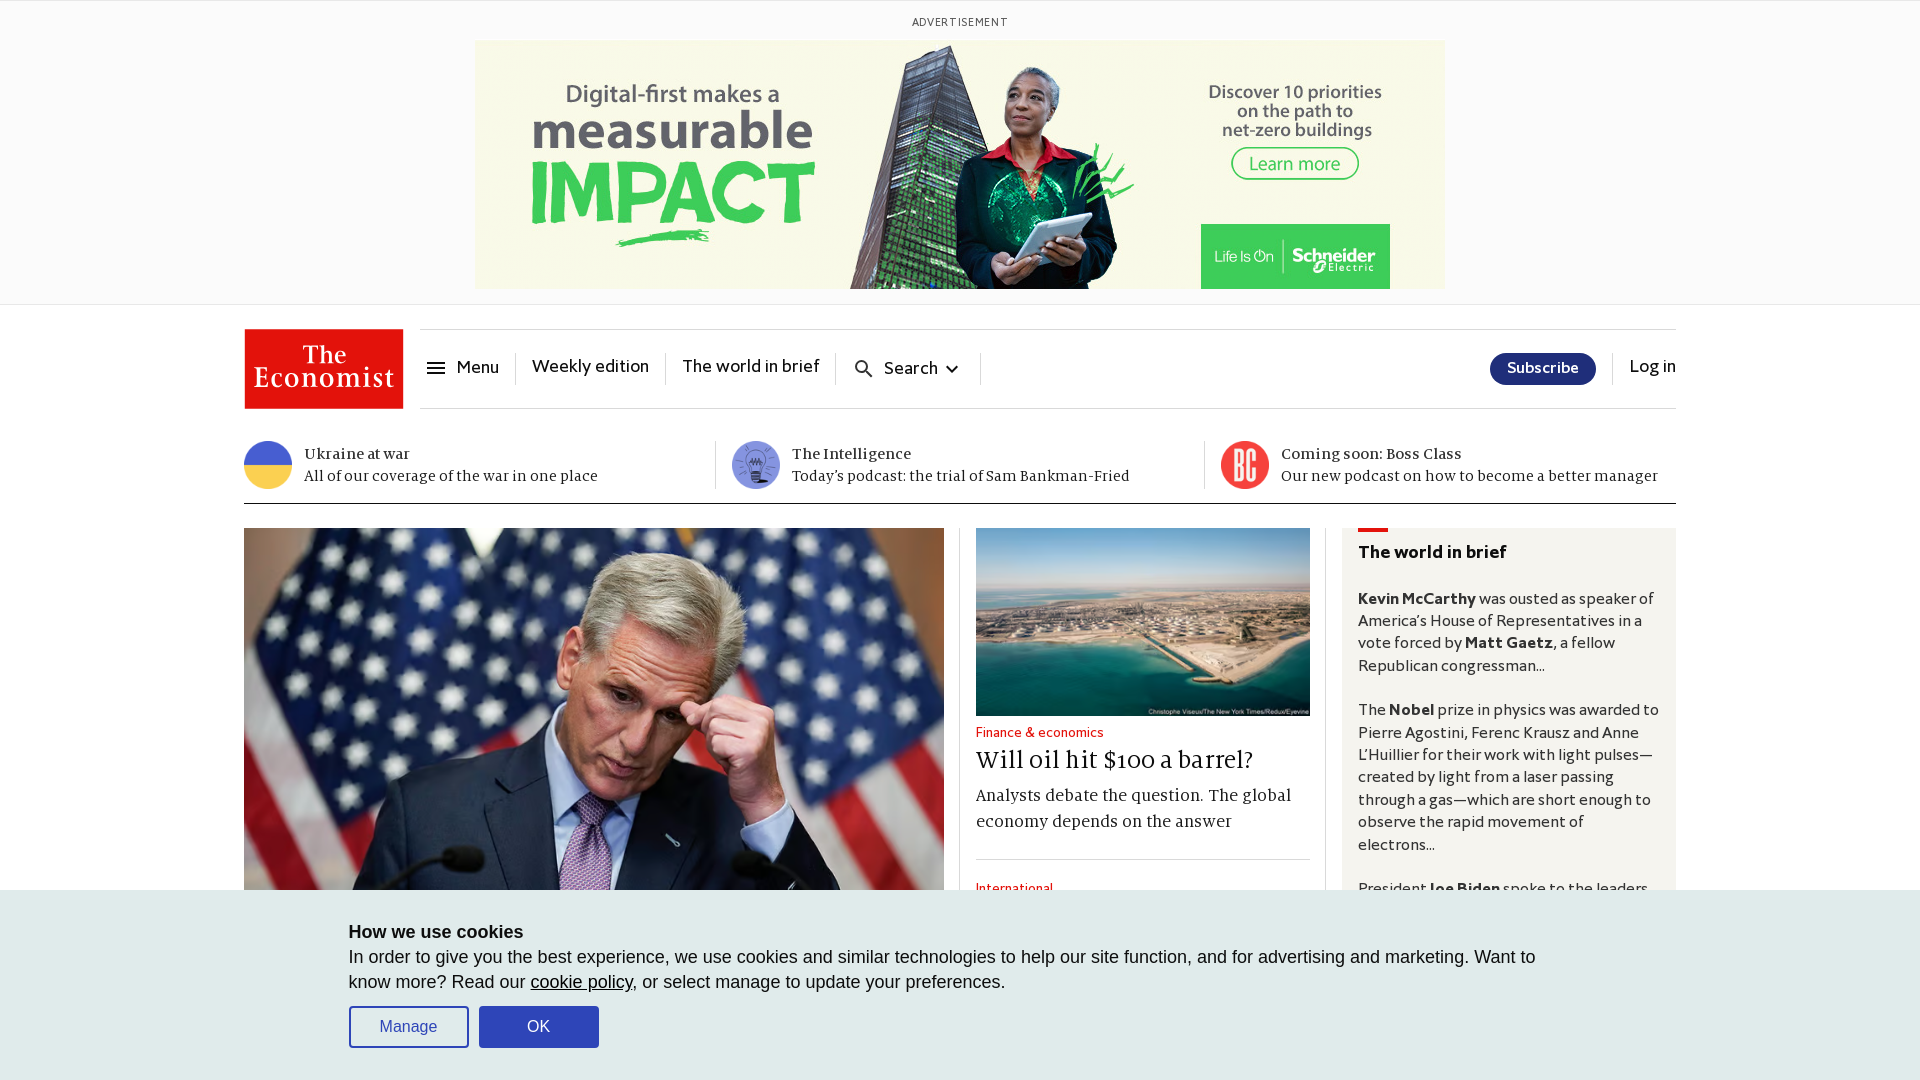 ADVERTISEMENT
Digital-first makes a
measurable
IMPACT
Discover 10 priorities
on the path to
net-zero buildings
Learn more
Life Is On
Schneider
Electric
The
Economist
Menu
Weekly edition
The world in brief
Search
Subscribe
Log in
Ukraine at war
All of our coverage of the war in one place
The Intelligence
Today's podcast: the trial of Sam Bankman-Fried
BC
Coming soon: Boss Class
Our new podcast on how to become a better manager
Christophe Viseux/The New York Times/Redux/Eyevine
Finance & economics
Will oil hit $100 a barrel?
Analysts debate the question. The global
economy depends on the answer
International
The world in brief
Kevin McCarthy was ousted as speaker of
America's House of Representatives in a
vote forced by Matt Gaetz, a fellow
Republican congressman...
The Nobel prize in physics was awarded to
Pierre Agostini, Ferenc Krausz and Anne
L'Huillier for their work with light pulses—
created by light from a laser passing
through a gas—which are short enough to
observe the rapid movement of
electrons...
President Joe Biden spoke to the leaders
How we use cookies
In order to give you the best experience, we use cookies and similar technologies to help our site function, and for advertising and marketing. Want to
know more? Read our cookie policy, or select manage to update your preferences.
Manage
OK